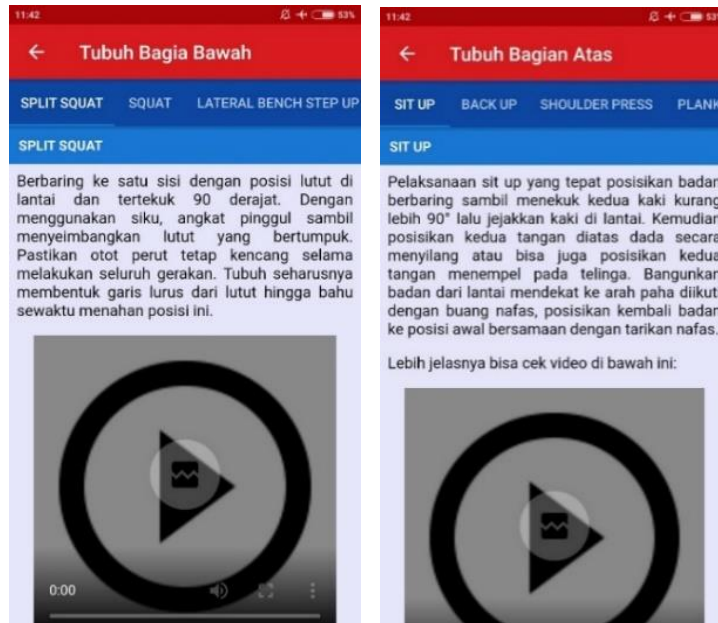 11:42
53%
Tubuh Bagia Bawah
SPLIT SQUAT SQUAT LATERAL BENCH STEP UP
SPLIT SQUAT
Berbaring ke satu sisi dengan posisi lutut di
lantai dan tertekuk 90 derajat. Dengan
menggunakan siku, angkat pinggul sambil
menyeimbangkan lutut yang bertumpuk.
Pastikan otot perut tetap kencang selama
melakukan seluruh gerakan. Tubuh seharusnya
membentuk garis lurus dari lutut hingga bahu
sewaktu menahan posisi ini.
0:00
11:42
53%
Tubuh Bagian Atas
SIT UP BACK UP SHOULDER PRESS PLANK
SIT UP
Pelaksanaan sit up yang tepat posisikan badan
berbaring sambil menekuk kedua kaki kurang
lebih 90° lalu jejakkan kaki di lantai. Kemudian
posisikan kedua tangan diatas dada secara
menyilang atau bisa juga posisikan kedua
tangan menempel pada telinga. Bangunkan
badan dari lantai mendekat ke arah paha diikuti
dengan buang nafas, posisikan kembali badan
ke posisi awal bersamaan dengan tarikan nafas.
Lebih jelasnya bisa cek video di bawah ini: